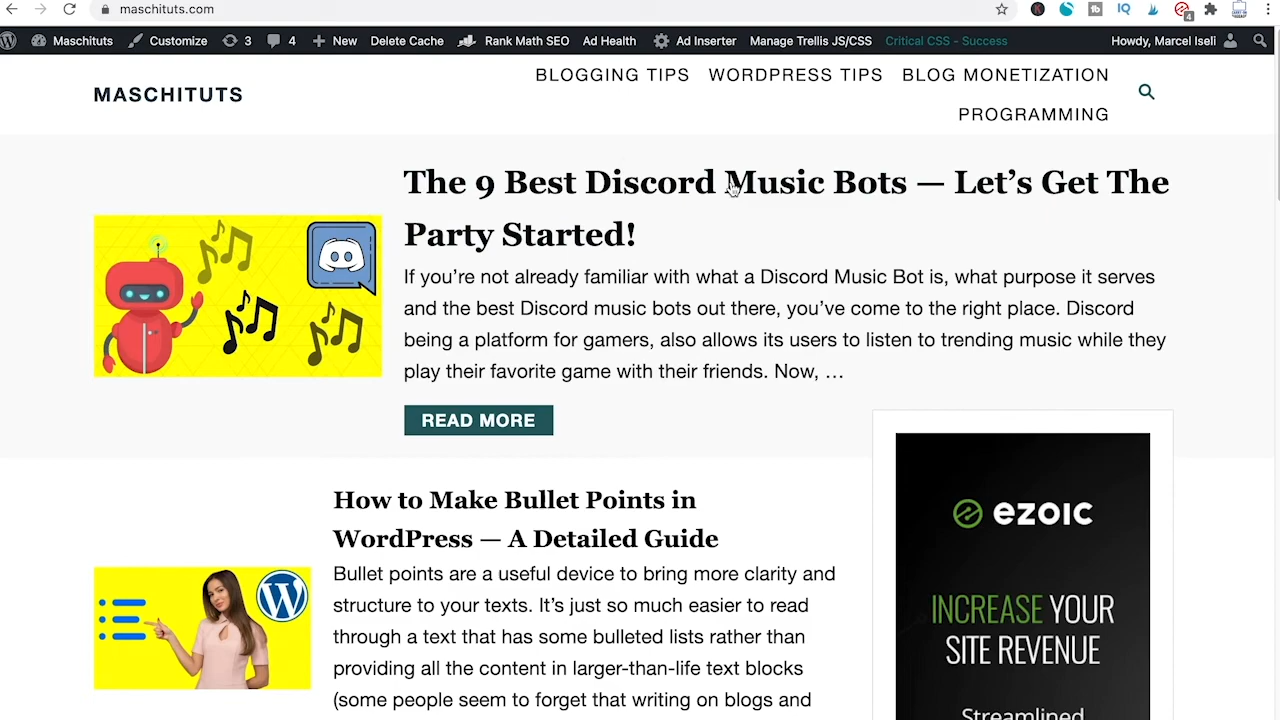 maschituts.com
4
Maschituts
Customize
3
4
New
Delete Cache
Rank Math SEO
Ad Health
Ad Inserter
Manage Trellis JS/CSS
Critical CSS - Success
Howdy, Marcel Iseli
MASCHITUTS
BLOGGING TIPS
WORDPRESS TIPS
BLOG MONETIZATION
PROGRAMMING
The 9 Best Discord Music Bots — Let’s Get The
Party Started!
If you’re not already familiar with what a Discord Music Bot is, what purpose it serves
and the best Discord music bots out there, you’ve come to the right place. Discord
being a platform for gamers, also allows its users to listen to trending music while they
play their favorite game with their friends. Now, …
READ MORE
How to Make Bullet Points in
WordPress — A Detailed Guide
Bullet points are a useful device to bring more clarity and
structure to your texts. It’s just so much easier to read
through a text that has some bulleted lists rather than
providing all the content in larger-than-life text blocks
(some people seem to forget that writing on blogs and
ezoic
INCREASE YOUR
SITE REVENUE
Streamlined